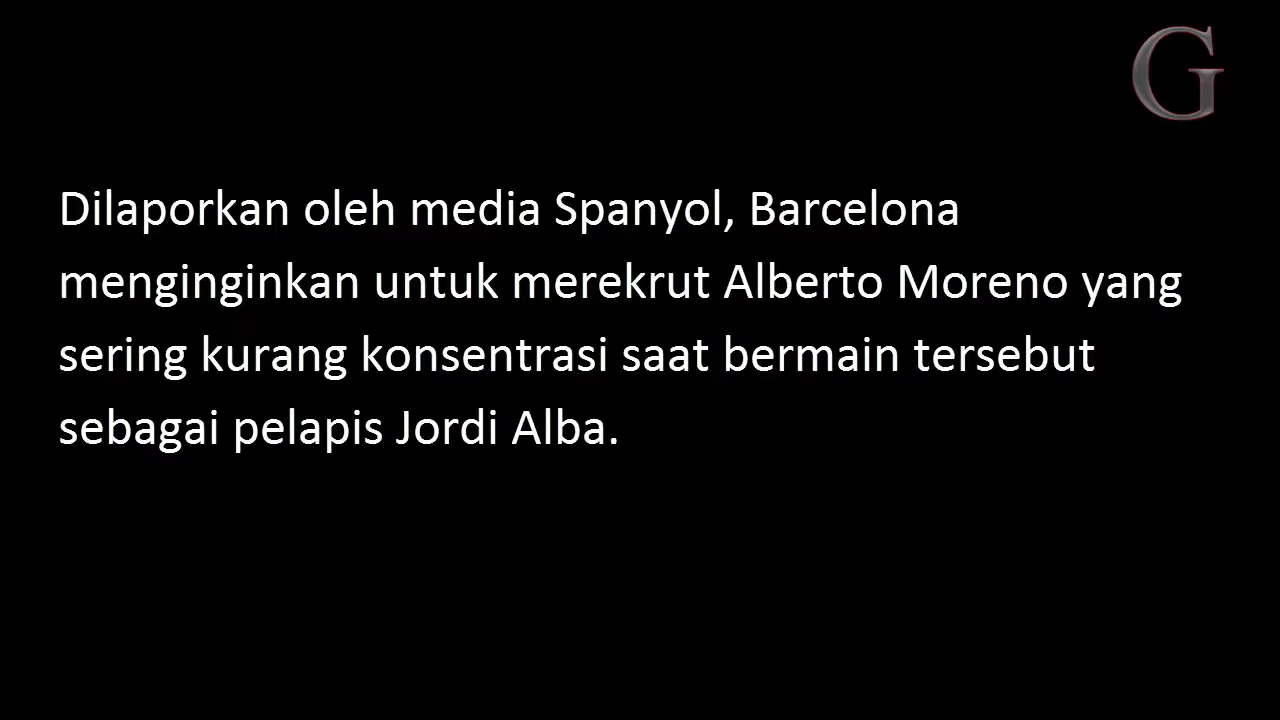 G
Dilaporkan oleh media Spanyol, Barcelona
menginginkan untuk merekrut Alberto Moreno yang
sering kurang konsentrasi saat bermain tersebut
sebagai pelapis Jordi Alba.